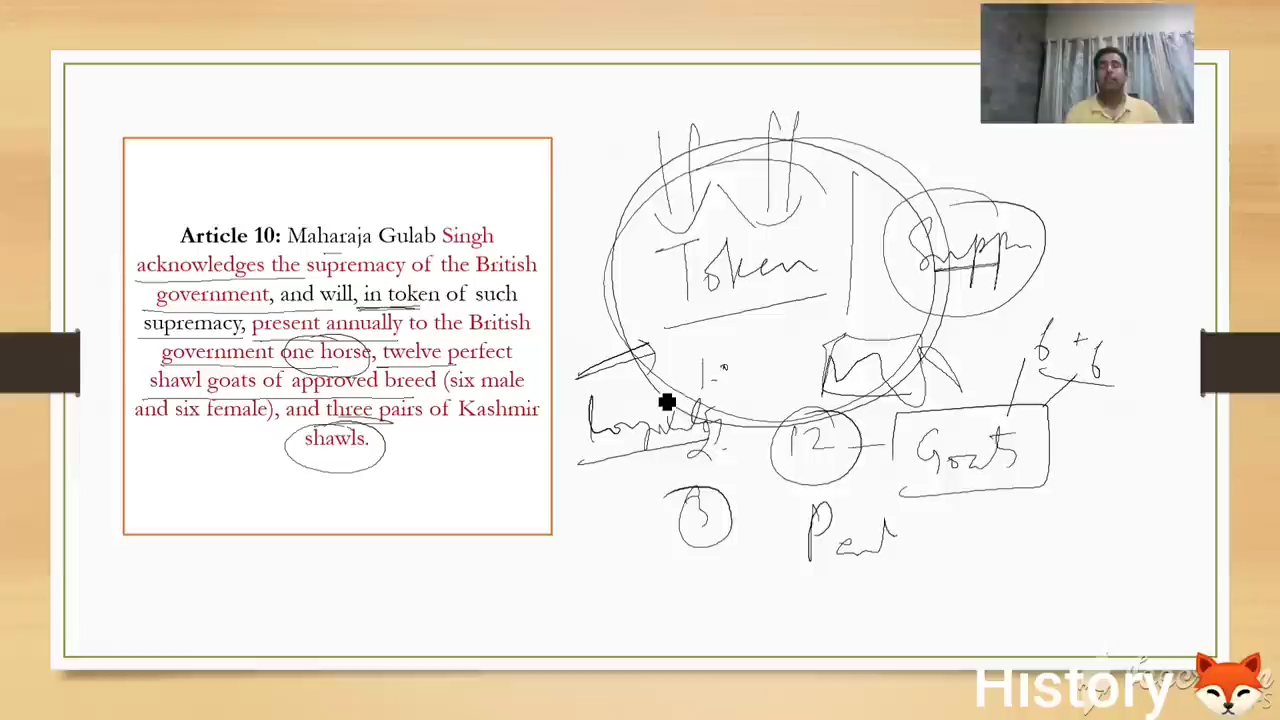 Article 10: Maharaja Gulab Singh
acknowledges the supremacy of the British
government, and will, in token of such
supremacy, present annually to the British
government one horse, twelve perfect
shawl goats of approved breed (six male
and six female), and three pairs of Kashmir
shawls.
Token
6 + 6
1.
2.
12
Goats
3
History